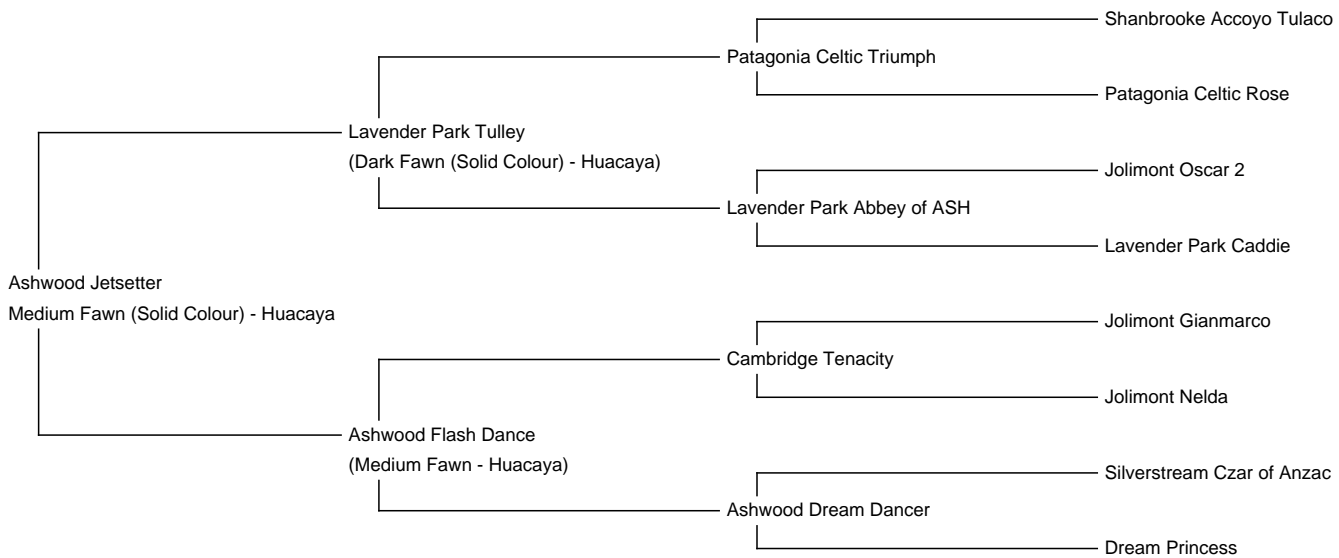 Shanbrooke Accoyo Tulaco
Patagonia Celtic Triumph
Patagonia Celtic Rose
Lavender Park Tulley
(Dark Fawn (Solid Colour) - Huacaya)
Jolimont Oscar 2
Lavender Park Abbey of ASH
Lavender Park Caddie
Ashwood Jetsetter
Medium Fawn (Solid Colour) - Huacaya
Jolimont Gianmarco
Cambridge Tenacity
Jolimont Nelda
Ashwood Flash Dance
(Medium Fawn - Huacaya)
Silverstream Czar of Anzac
Ashwood Dream Dancer
Dream Princess